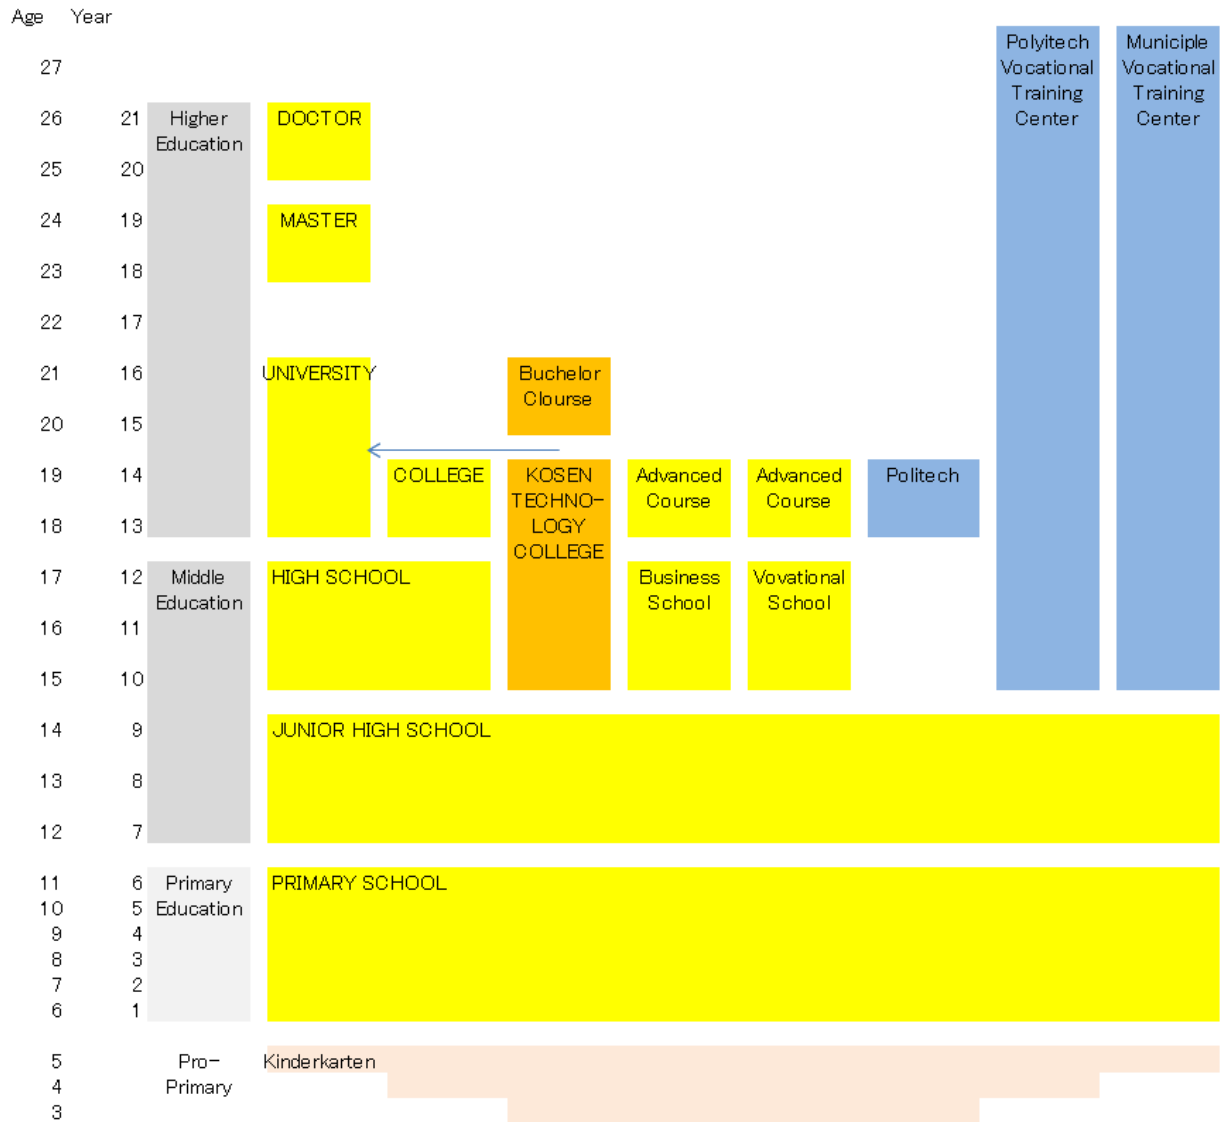 Age Year
Polyitech Municiple
27 Vocational Vocational
Training Training
26 21 Higher DOCTOR Center Center
Education
25 20
24 19 MASTER
23 18
22 17
21 16 UNIVERSITY Buchelor
Clourse
20 15
19 14 COLLEGE KOSEN Advanced Advanced Politech
TECHNO- Course Course
18 13 LOGY
COLLEGE
17 12 Middle HIGH SCHOOL Business Vovational
Education School School
16 11
15 10
14 9 JUNIOR HIGH SCHOOL
13 8
12 7
11 6 Primary PRIMARY SCHOOL
10 5 Education
9 4
8 3
7 2
6 1
5 Pro- Kinderkarten
4 Primary
3